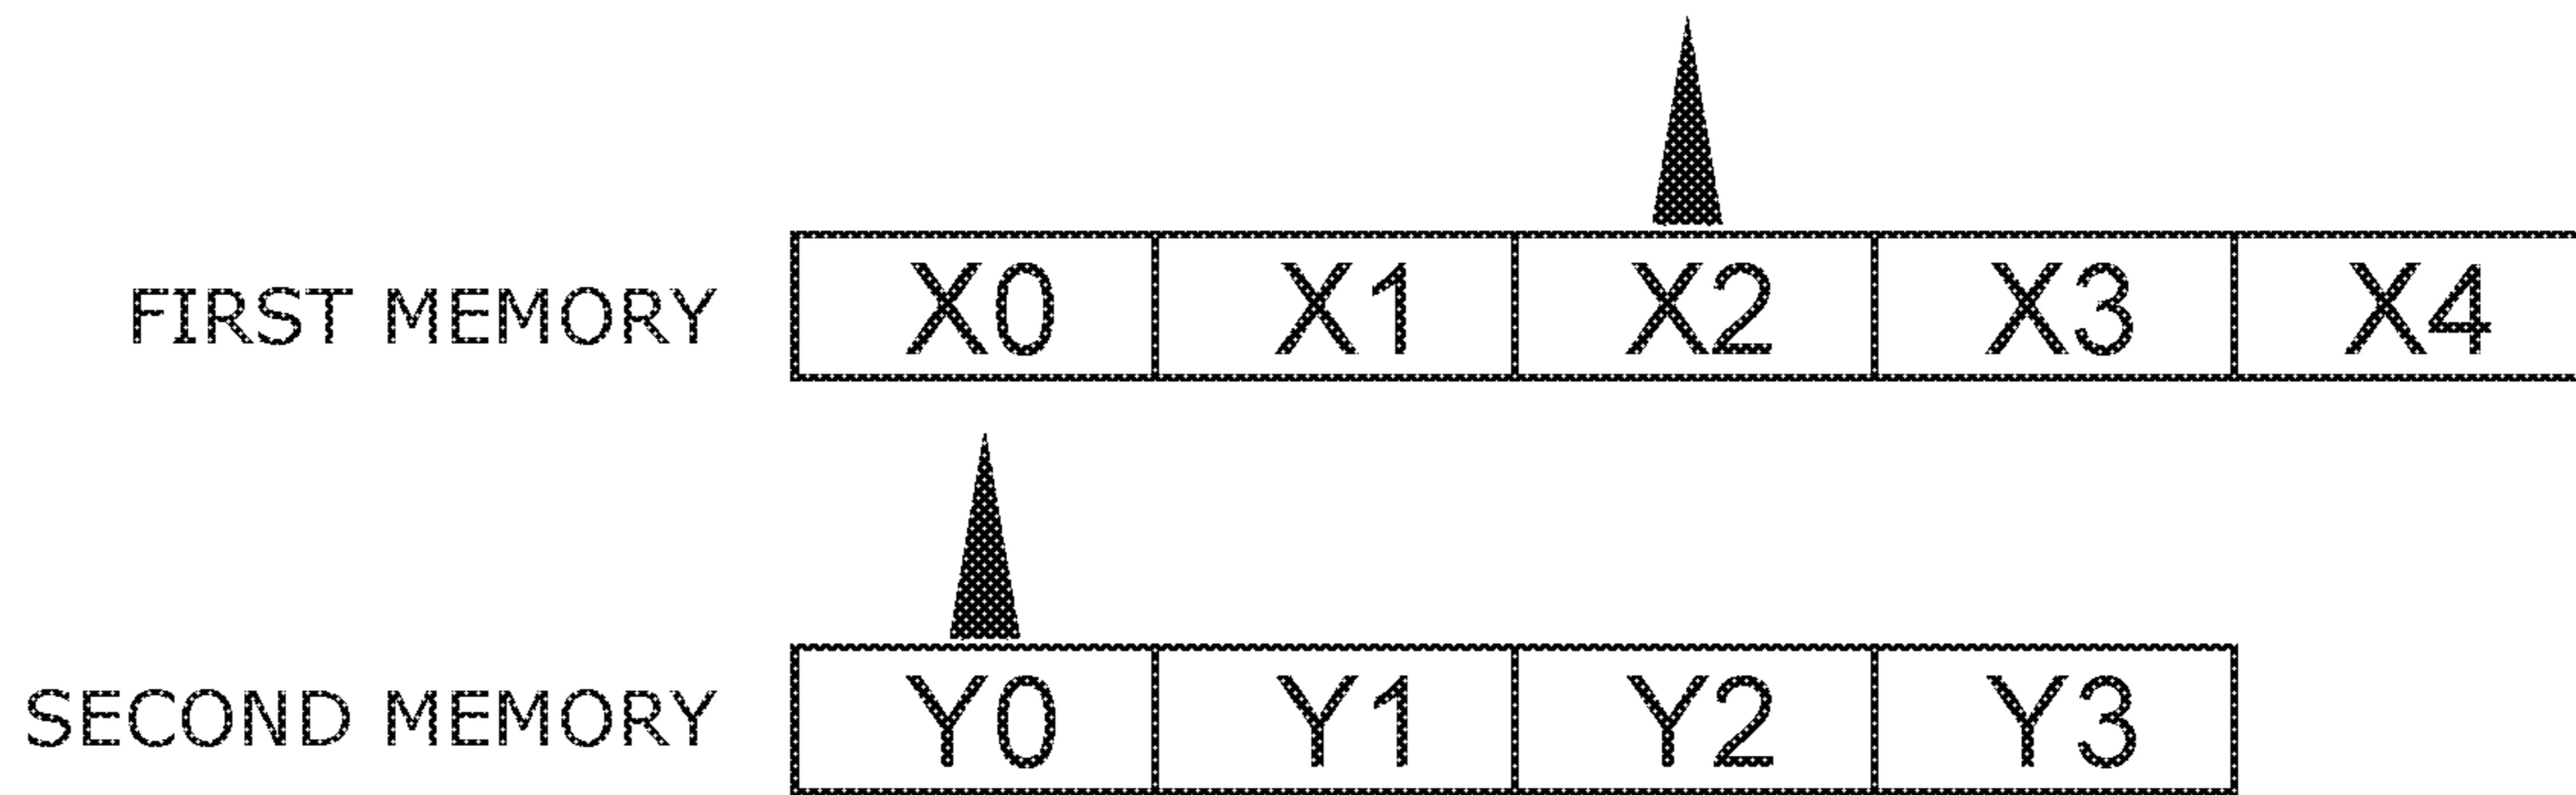 FIRST MEMORY X0 X1 X2 X3 X4
SECOND MEMORY Y0 Y1 Y2 Y3